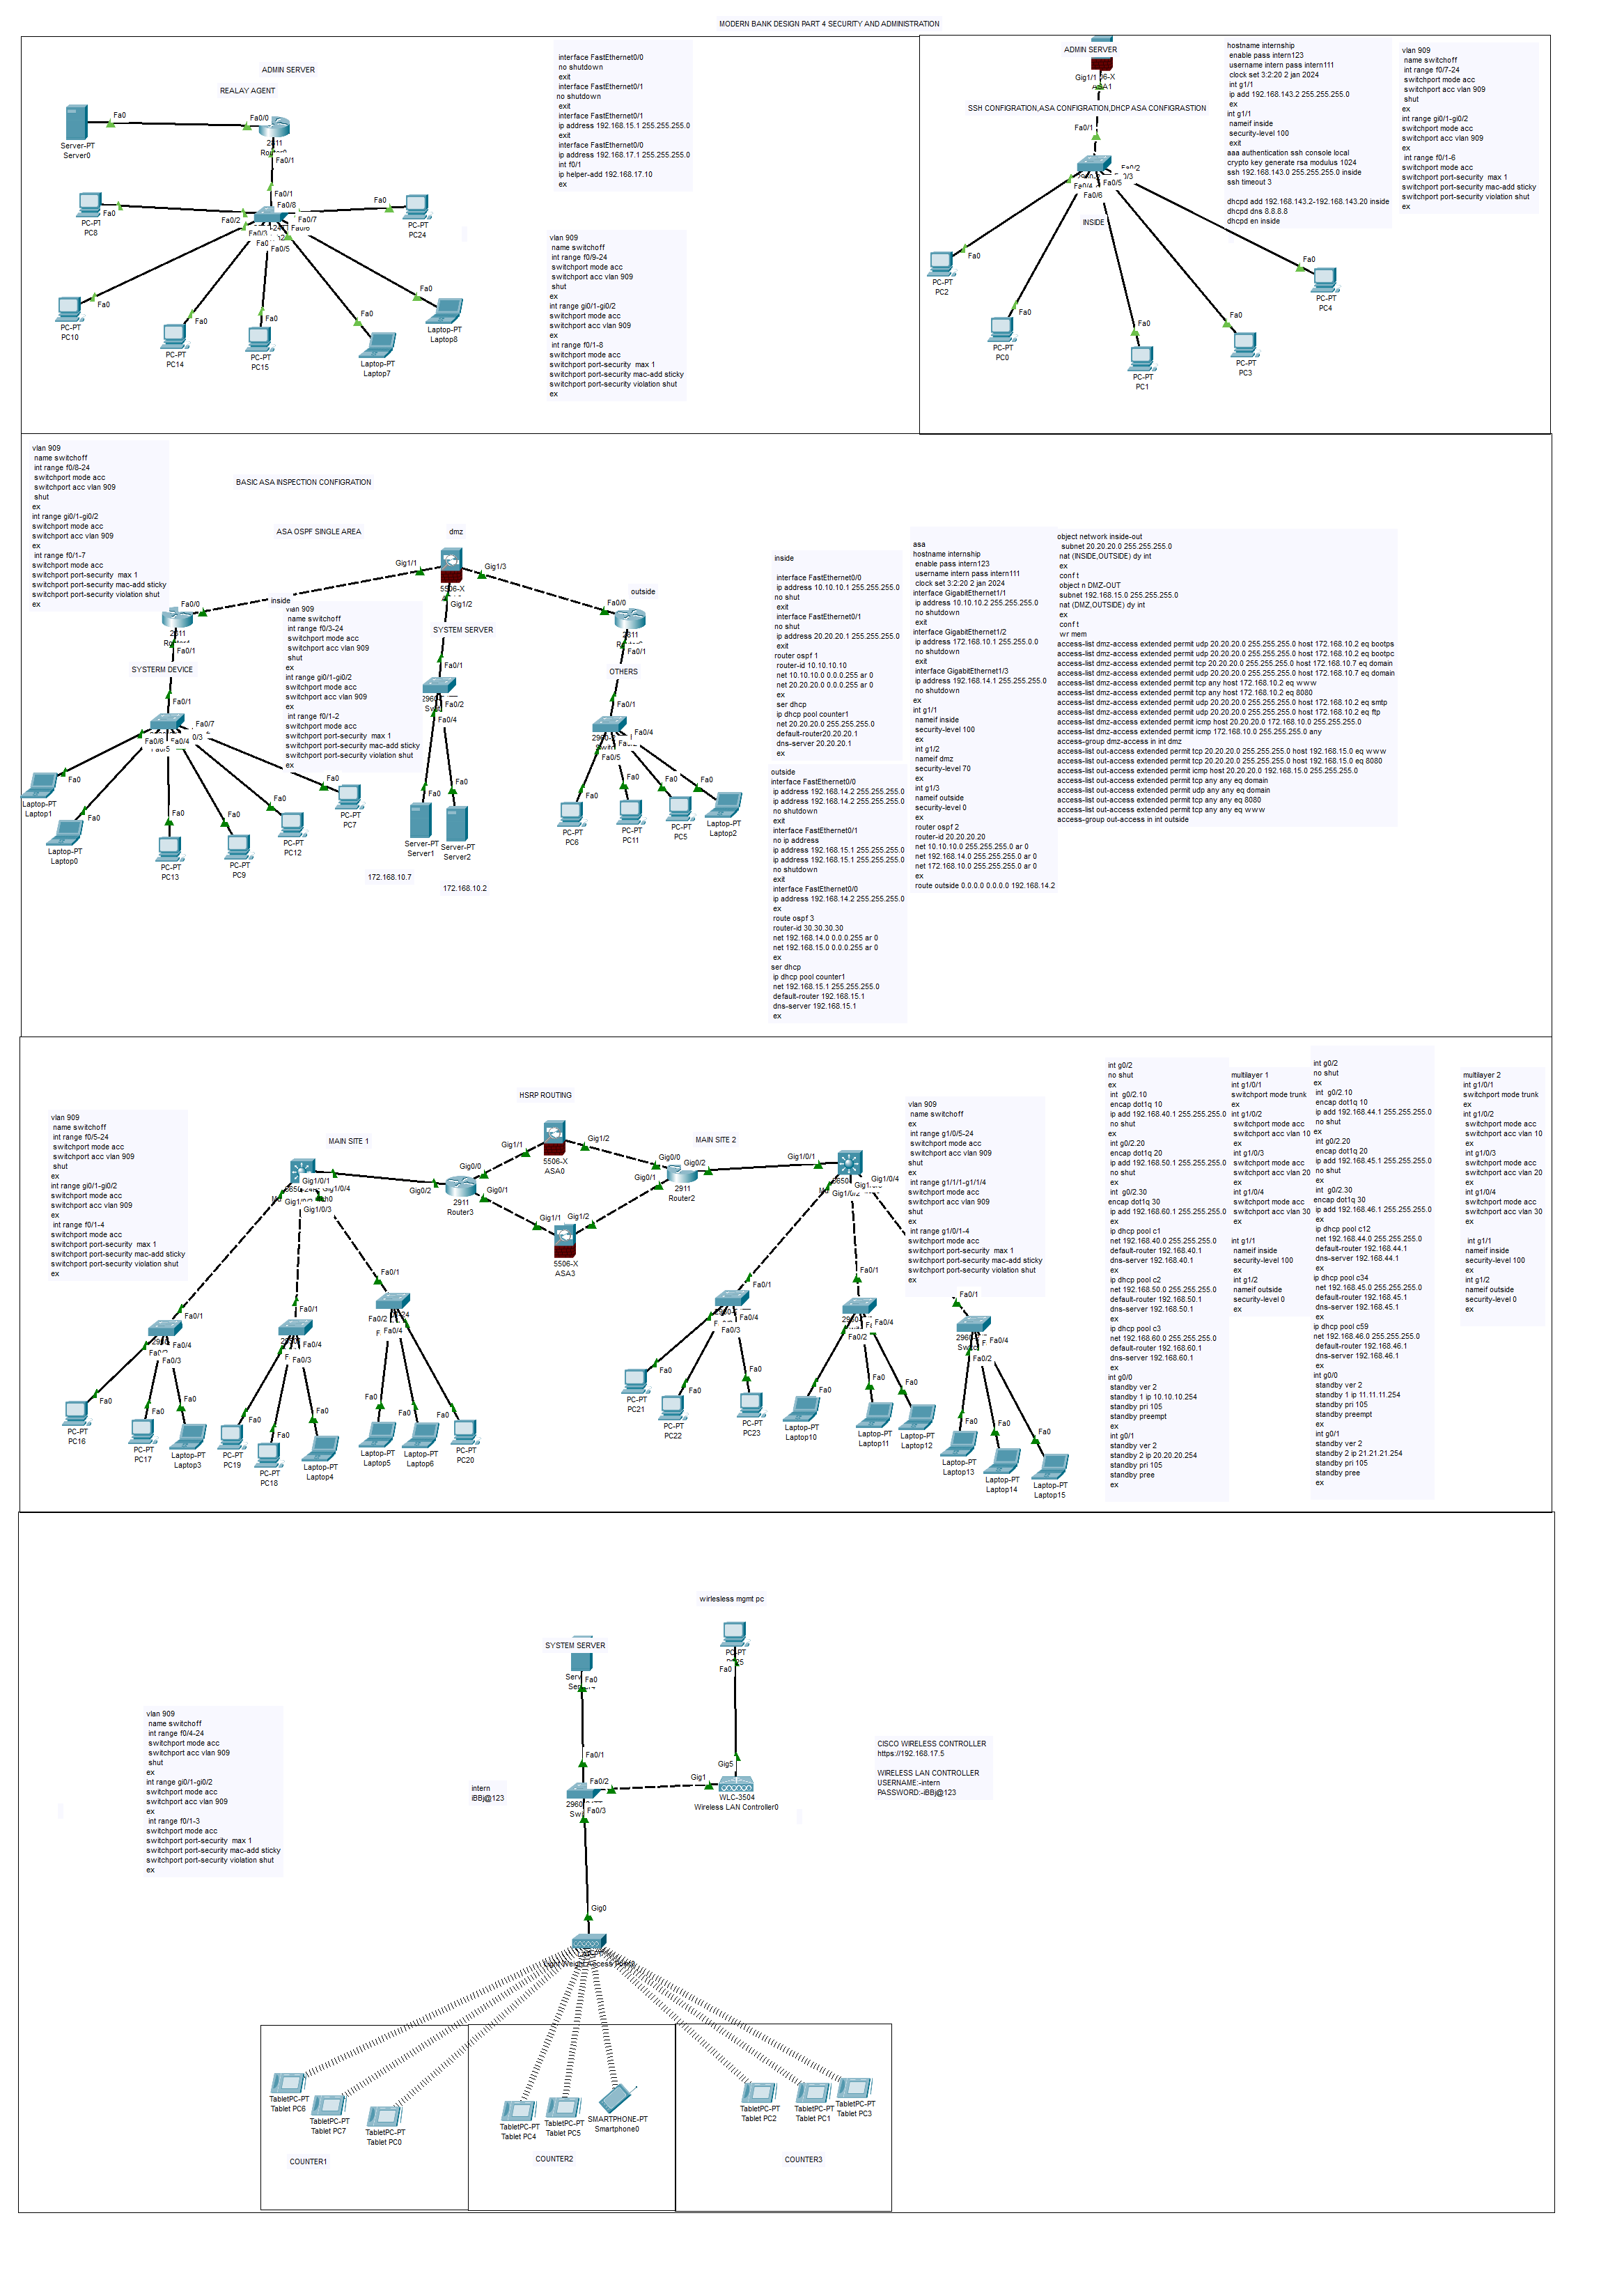 MODERN BANK DESIGN PART 4 SECURITY AND ADMINISTRATION
ADMIN SERVER
REALAY AGENT
Fa0
Fa0/0
Server-PT
Server0
Fa0/1
Fa0/1
Fa0/8
Fa0/2
Fa0/7
Fa0/5
Fa0
PC8
Fa0
PC-PT
PC24
Fa0
PC-PT
PC10
Fa0
PC-PT
PC14
Fa0
PC-PT
PC15
Fa0
Laptop-PT
Laptop7
Fa0
Laptop-PT
Laptop8
interface FastEthernet0/0
no shutdown
exit
interface FastEthernet0/1
no shutdown
exit
interface FastEthernet0/1
ip address 192.168.15.1 255.255.255.0
exit
interface FastEthernet0/0
ip address 192.168.17.1 255.255.255.0
int f0/1
ip helper-add 192.168.17.10
ex
vlan 909
name switchoff
int range f0/9-24
switchport mode acc
switchport acc vlan 909
shut
ex
int range gi0/1-gi0/2
switchport mode acc
switchport acc vlan 909
ex
int range f0/1-8
switchport mode acc
switchport port-security  max 1
switchport port-security mac-add sticky
switchport port-security violation shut
ex
ADMIN SERVER
Gig1/1
SSH CONFIGRATION,ASA CONFIGRATION,DHCP ASA CONFIGRASTION
Fa0/1
Fa0/2
Fa0/5
Fa0/6
INSIDE
Fa0
PC-PT
PC2
Fa0
PC-PT
PC0
Fa0
PC-PT
PC1
Fa0
PC-PT
PC3
Fa0
PC-PT
PC4
hostname internship
enable pass intern123
username intern pass intern111
clock set 3:2:20 2 jan 2024
int g1/1
ip add 192.168.143.2 255.255.255.0
ex
int g1/1
nameif inside
security-level 100
exit
aaa authentication ssh console local
crypto key generate rsa modulus 1024
ssh 192.168.143.0 255.255.255.0 inside
ssh timeout 3
dhcpd add 192.168.143.2-192.168.143.20 inside
dhcpd dns 8.8.8.8
dhcpd en inside
vlan 909
name switchoff
int range f0/7-24
switchport mode acc
switchport acc vlan 909
shut
ex
int range gi0/1-gi0/2
switchport mode acc
switchport acc vlan 909
ex
int range f0/1-6
switchport mode acc
switchport port-security  max 1
switchport port-security mac-add sticky
switchport port-security violation shut
ex
vlan 909
name switchoff
int range f0/8-24
switchport mode acc
switchport acc vlan 909
shut
ex
int range gi0/1-gi0/2
switchport mode acc
switchport acc vlan 909
ex
int range f0/1-7
switchport mode acc
switchport port-security  max 1
switchport port-security mac-add sticky
switchport port-security violation shut
ex
BASIC ASA INSPECTION CONFIGRATION
ASA OSPF SINGLE AREA
dmz
Gig1/1
Gig1/3
5506-X
Gig1/2
inside
outside
Fa0/0
2811
Fa0/1
SYSTERM DEVICE
Fa0/1
Fa0/7
Fa0/6
Fa0/4
vlan 909
name switchoff
int range f0/3-24
switchport mode acc
switchport acc vlan 909
shut
ex
int range gi0/1-gi0/2
switchport mode acc
switchport acc vlan 909
ex
int range f0/1-2
switchport mode acc
switchport port-security  max 1
switchport port-security mac-add sticky
switchport port-security violation shut
ex
SYSTEM SERVER
Fa0/1
Fa0/2
Fa0/4
Fa0
Fa0
Server-PT
Server1
Server-PT
Server2
172.168.10.7
172.168.10.2
Fa0/0
2811
Fa0/1
OTHERS
Fa0/1
Fa0/4
Fa0/5
Fa0
PC-PT
PC6
Fa0
PC-PT
PC11
Fa0
PC-PT
PC5
Fa0
Laptop-PT
Laptop2
Fa0
Laptop-PT
Laptop1
Fa0
Laptop-PT
Laptop0
Fa0
PC-PT
PC13
Fa0
PC-PT
PC9
Fa0
PC-PT
PC12
Fa0
PC-PT
PC7
inside
interface FastEthernet0/0
ip address 10.10.10.1 255.255.255.0
no shut
exit
interface FastEthernet0/1
no shut
ip address 20.20.20.1 255.255.255.0
exit
router ospf 1
router-id 10.10.10.10
net 10.10.10.0 0.0.0.255 ar 0
net 20.20.20.0 0.0.0.255 ar 0
ex
ser dhcp
ip dhcp pool counter1
net 20.20.20.0 255.255.255.0
default-router20.20.20.1
dns-server 20.20.20.1
ex
outside
interface FastEthernet0/0
ip address 192.168.14.2 255.255.255.0
ip address 192.168.14.2 255.255.255.0
no shutdown
exit
interface FastEthernet0/1
no ip address
ip address 192.168.15.1 255.255.255.0
ip address 192.168.15.1 255.255.255.0
no shutdown
exit
interface FastEthernet0/0
ip address 192.168.14.2 255.255.255.0
ex
route ospf 3
router-id 30.30.30.30
net 192.168.14.0 0.0.0.255 ar 0
net 192.168.15.0 0.0.0.255 ar 0
ex
ser dhcp
ip dhcp pool counter1
net 192.168.15.1 255.255.255.0
default-router 192.168.15.1
dns-server 192.168.15.1
ex
asa
hostname internship
enable pass intern123
username intern pass intern111
clock set 3:2:20 2 jan 2024
interface GigabitEthernet1/1
ip address 10.10.10.2 255.255.255.0
no shutdown
exit
interface GigabitEthernet1/2
ip address 172.168.10.1 255.255.0.0
no shutdown
exit
interface GigabitEthernet1/3
ip address 192.168.14.1 255.255.255.0
no shutdown
ex
int g1/1
nameif inside
security-level 100
ex
int g1/2
nameif dmz
security-level 70
ex
int g1/3
nameif outside
security-level 0
ex
router ospf 2
router-id 20.20.20.20
net 10.10.10.0 255.255.255.0 ar 0
net 192.168.14.0 255.255.255.0 ar 0
net 172.168.10.0 255.255.255.0 ar 0
ex
route outside 0.0.0.0 0.0.0.0 192.168.14.2
object network inside-out
subnet 20.20.20.0 255.255.255.0
nat (INSIDE,OUTSIDE) dy int
ex
conf t
object n DMZ-OUT
subnet 192.168.15.0 255.255.255.0
nat (DMZ,OUTSIDE) dy int
ex
conf t
wr mem
access-list dmz-access extended permit udp 20.20.20.0 255.255.255.0 host 172.168.10.2 eq bootps
access-list dmz-access extended permit udp 20.20.20.0 255.255.255.0 host 172.168.10.2 eq bootpc
access-list dmz-access extended permit tcp 20.20.20.0 255.255.255.0 host 172.168.10.7 eq domain
access-list dmz-access extended permit udp 20.20.20.0 255.255.255.0 host 172.168.10.7 eq domain
access-list dmz-access extended permit tcp any host 172.168.10.2 eq www
access-list dmz-access extended permit tcp any host 172.168.10.2 eq 8080
access-list dmz-access extended permit udp 20.20.20.0 255.255.255.0 host 172.168.10.2 eq smtp
access-list dmz-access extended permit udp 20.20.20.0 255.255.255.0 host 172.168.10.2 eq ftp
access-list dmz-access extended permit icmp host 20.20.20.0 172.168.10.0 255.255.255.0
access-list dmz-access extended permit icmp 172.168.10.0 255.255.255.0 any
access-group dmz-access in int dmz
access-list out-access extended permit tcp 20.20.20.0 255.255.255.0 host 192.168.15.0 eq www
access-list out-access extended permit tcp 20.20.20.0 255.255.255.0 host 192.168.15.0 eq 8080
access-list out-access extended permit icmp host 20.20.20.0 192.168.15.0 255.255.255.0
access-list out-access extended permit tcp any any eq domain
access-list out-access extended permit udp any any eq domain
access-list out-access extended permit tcp any any eq 8080
access-list out-access extended permit tcp any any eq www
access-group out-access in int outside
HSRP ROUTING
vlan 909
name switchoff
int range f0/5-24
switchport mode acc
switchport acc vlan 909
shut
ex
int range gi0/1-gi0/2
switchport mode acc
switchport acc vlan 909
ex
int range f0/1-4
switchport mode acc
switchport port-security  max 1
switchport port-security mac-add sticky
switchport port-security violation shut
ex
MAIN SITE 1
Gig1/0/1
Gig1/0/3
Gig0/2
Gig0/0
Gig0/1
2911
Router3
Gig1/1
Gig1/2
5506-X
ASA0
Gig1/1
Gig1/2
5506-X
ASA3
MAIN SITE 2
Gig0/0
Gig0/2
Gig0/1
2911
Router2
Gig1/0/1
Gig1/0/4
vlan 909
name switchoff
ex
int range g1/0/5-24
switchport mode acc
switchport acc vlan 909
shut
ex
int range g1/1/1-g1/1/4
switchport mode acc
switchport acc vlan 909
shut
ex
int range g1/0/1-4
switchport mode acc
switchport port-security  max 1
switchport port-security mac-add sticky
switchport port-security violation shut
ex
Fa0/1
Fa0/4
Fa0/3
Fa0
PC-PT
PC16
Fa0
PC-PT
PC17
Fa0
Laptop-PT
Laptop3
Fa0/1
Fa0/4
Fa0/3
Fa0
PC-PT
PC19
Fa0
PC-PT
PC18
Fa0
Laptop-PT
Laptop4
Fa0/1
Fa0/2
Fa0/4
Fa0
Laptop-PT
Laptop5
Fa0
Laptop-PT
Laptop6
Fa0
PC-PT
PC20
Fa0/1
Fa0/4
Fa0/3
Fa0
PC-PT
PC21
Fa0
PC-PT
PC22
Fa0
PC-PT
PC23
Fa0/1
Fa0/4
Fa0/2
Fa0
Laptop-PT
Laptop10
Fa0
Laptop-PT
Laptop11
Fa0
Laptop-PT
Laptop12
Fa0/1
Fa0/4
Fa0/2
Fa0
Laptop-PT
Laptop13
Fa0
Laptop-PT
Laptop14
Fa0
Laptop-PT
Laptop15
int g0/2
no shut
ex
int  g0/2.10
encap dot1q 10
ip add 192.168.40.1 255.255.255.0
no shut
ex
int g0/2.20
encap dot1q 20
ip add 192.168.50.1 255.255.255.0
no shut
ex
int  g0/2.30
encap dot1q 30
ip add 192.168.60.1 255.255.255.0
ex
ip dhcp pool c1
net 192.168.40.0 255.255.255.0
default-router 192.168.40.1
dns-server 192.168.40.1
ex
ip dhcp pool c2
net 192.168.50.0 255.255.255.0
default-router 192.168.50.1
dns-server 192.168.50.1
ex
ip dhcp pool c3
net 192.168.60.0 255.255.255.0
default-router 192.168.60.1
dns-server 192.168.60.1
ex
int g0/0
standby ver 2
standby 1 ip 10.10.10.254
standby pri 105
standby preempt
ex
int g0/1
standby ver 2
standby 2 ip 20.20.20.254
standby pri 105
standby pree
ex
multilayer 1
int g1/0/1
switchport mode trunk
ex
int g1/0/2
switchport mode acc
switchport acc vlan 10
ex
int g1/0/3
switchport mode acc
switchport acc vlan 20
ex
int g1/0/4
switchport mode acc
switchport acc vlan 30
ex
int g1/1
nameif inside
security-level 100
ex
int g1/2
nameif outside
security-level 0
ex
int g0/2
no shut
ex
int  g0/2.10
encap dot1q 10
ip add 192.168.44.1 255.255.255.0
no shut
ex
int g0/2.20
encap dot1q 20
ip add 192.168.45.1 255.255.255.0
no shut
ex
int  g0/2.30
encap dot1q 30
ip add 192.168.46.1 255.255.255.0
ex
ip dhcp pool c12
net 192.168.44.0 255.255.255.0
default-router 192.168.44.1
dns-server 192.168.44.1
ex
ip dhcp pool c34
net 192.168.45.0 255.255.255.0
default-router 192.168.45.1
dns-server 192.168.45.1
ex
ip dhcp pool c59
net 192.168.46.0 255.255.255.0
default-router 192.168.46.1
dns-server 192.168.46.1
ex
int g0/0
standby ver 2
standby 1 ip 11.11.11.254
standby pri 105
standby preempt
ex
int g0/1
standby ver 2
standby 2 ip 21.21.21.254
standby pri 105
standby pree
ex
multilayer 2
int g1/0/1
switchport mode trunk
ex
int g1/0/2
switchport mode acc
switchport acc vlan 10
ex
int g1/0/3
switchport mode acc
switchport acc vlan 20
ex
int g1/0/4
switchport mode acc
switchport acc vlan 30
ex
int g1/1
nameif inside
security-level 100
ex
int g1/2
nameif outside
security-level 0
ex
wirlesless mgmt pc
PC-PT
Fa0
SYSTEM SERVER
Fa0
Fa0/1
Fa0/2
Fa0/3
Gig1
Gig5
WLC-3504
Wireless LAN Controller0
intern
iBBj@123
vlan 909
name switchoff
int range f0/4-24
switchport mode acc
switchport acc vlan 909
shut
ex
int range gi0/1-gi0/2
switchport mode acc
switchport acc vlan 909
ex
int range f0/1-3
switchport mode acc
switchport port-security  max 1
switchport port-security mac-add sticky
switchport port-security violation shut
ex
CISCO WIRELESS CONTROLLER
https://192.168.17.5
WIRELESS LAN CONTROLLER
USERNAME:-intern
PASSWORD:-iBBj@123
Gig0
TabletPC-PT
Tablet PC6
TabletPC-PT
Tablet PC7
TabletPC-PT
Tablet PC0
COUNTER1
TabletPC-PT
Tablet PC4
TabletPC-PT
Tablet PC5
SMARTPHONE-PT
Smartphone0
COUNTER2
TabletPC-PT
Tablet PC2
TabletPC-PT
Tablet PC1
TabletPC-PT
Tablet PC3
COUNTER3